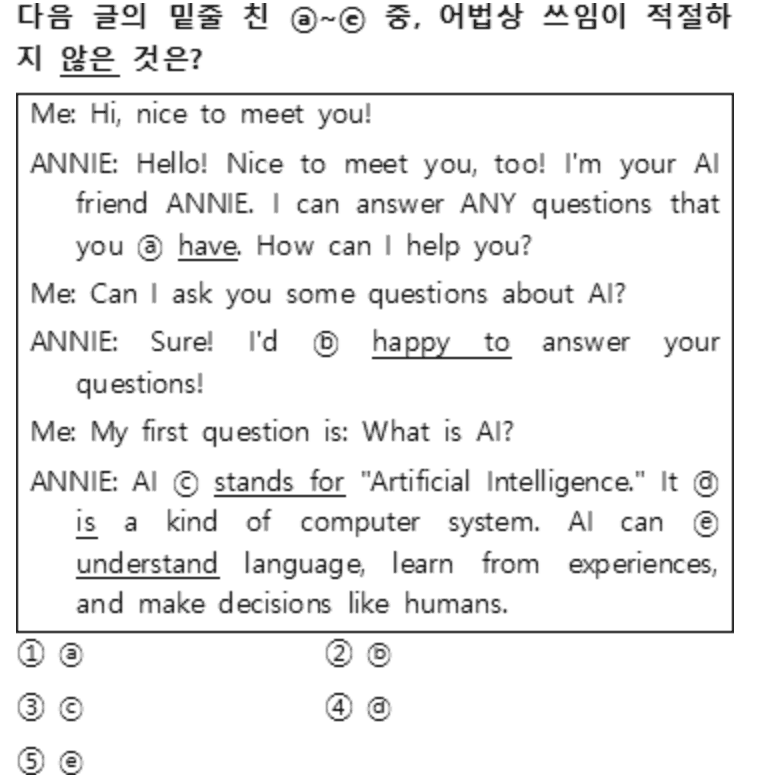 다음 글의 밑줄 친 ⓐ~ⓔ 중, 어법상 쓰임이 적절하
지 않은 것은?
Me: Hi, nice to meet you!
ANNIE: Hello! Nice to meet you, too! I'm your AI
friend ANNIE. I can answer ANY questions that
you ⓐ have. How can I help you?
Me: Can I ask you some questions about AI?
ANNIE: Sure! I'd ⓑ happy to answer your
questions!
Me: My first question is: What is AI?
ANNIE: AI ⓒ stands for "Artificial Intelligence." It ⓓ
is a kind of computer system. AI can ⓔ
understand language, learn from experiences,
and make decisions like humans.
① ⓐ ② ⓑ
③ ⓒ ④ ⓓ
⑤ ⓔ